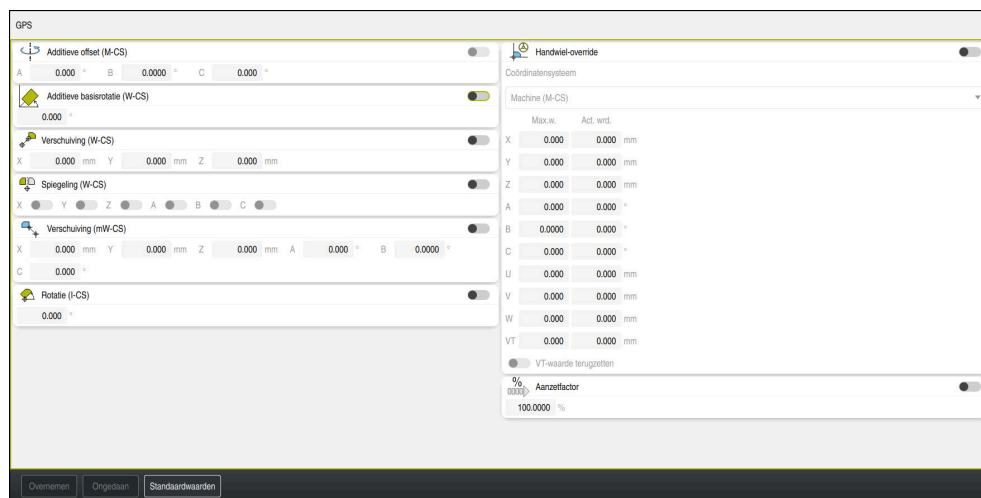 GPS
Additieve offset (M-CS)
A 0.000 ° B 0.0000 ° C 0.000 °
Additieve basisrotatie (W-CS)
0.000 °
Verschuiving (W-CS)
X 0.000 mm Y 0.000 mm Z 0.000 mm
Spiegeling (W-CS)
X Y Z A B C
Verschuiving (mW-CS)
X 0.000 mm Y 0.000 mm Z 0.000 mm A 0.000 ° B 0.0000 °
C 0.000 °
Rotatie (I-CS)
0.000 °
Handwiel-override
Coördinatensysteem
Machine (M-CS)
Max.w. Act. wrd.
X 0.000 0.000 mm
Y 0.000 0.000 mm
Z 0.000 0.000 mm
A 0.000 0.000 °
B 0.0000 0.000 °
C 0.000 0.000 °
U 0.000 0.000 mm
V 0.000 0.000 mm
W 0.000 0.000 mm
VT 0.000 0.000 mm
VT-waarde terugzetten
%
0000
Aanzetfactor
100.0000 %
Overnemen Ongedaan Standaardwaarden